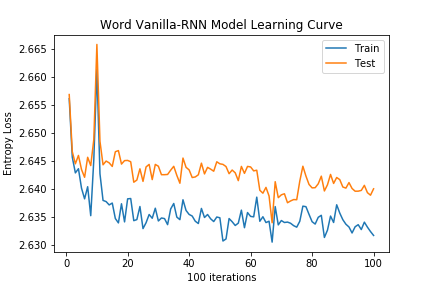 Word Vanilla-RNN Model Learning Curve
Train
Test
2.665
2.660
2.655
2.650
2.645
2.640
2.635
2.630
Entropy Loss
0
20
40
60
80
100
100 iterations